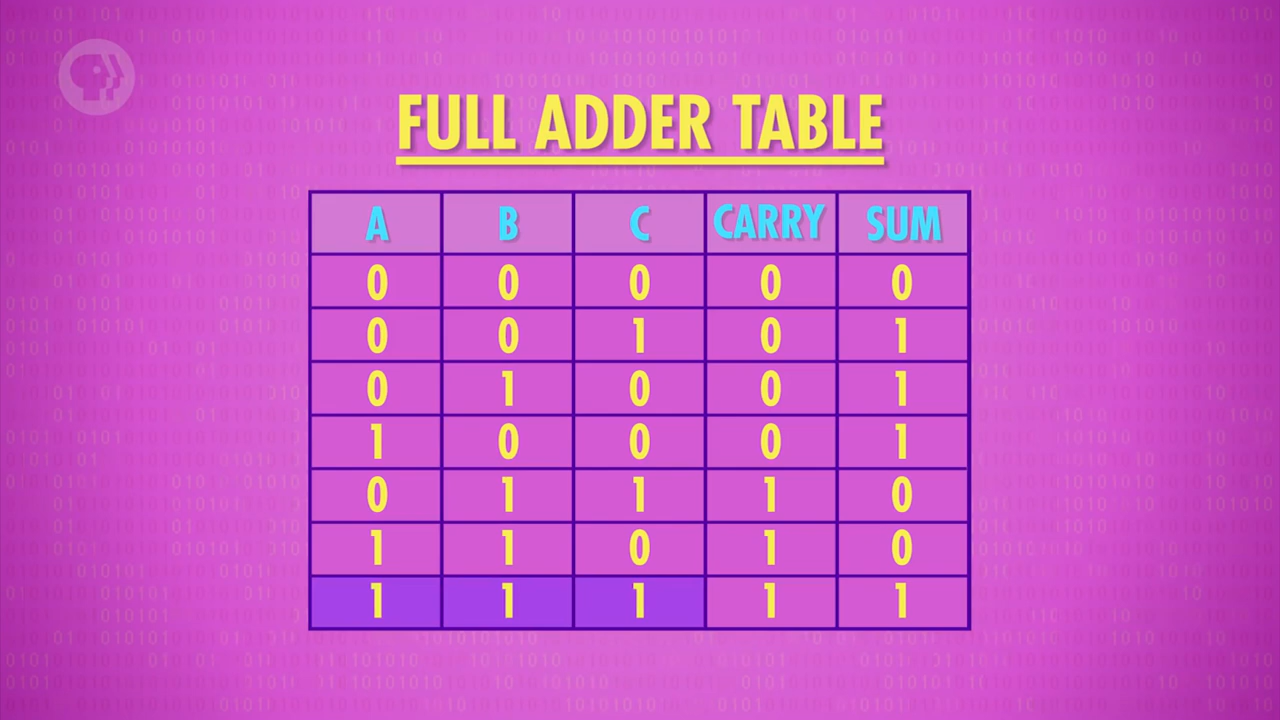 FULL ADDER TABLE
A B C CARRY SUM
0 0 0 0 0
0 0 1 0 1
0 1 0 0 1
1 0 0 0 1
0 1 1 1 0
1 1 0 1 0
1 1 1 1 1